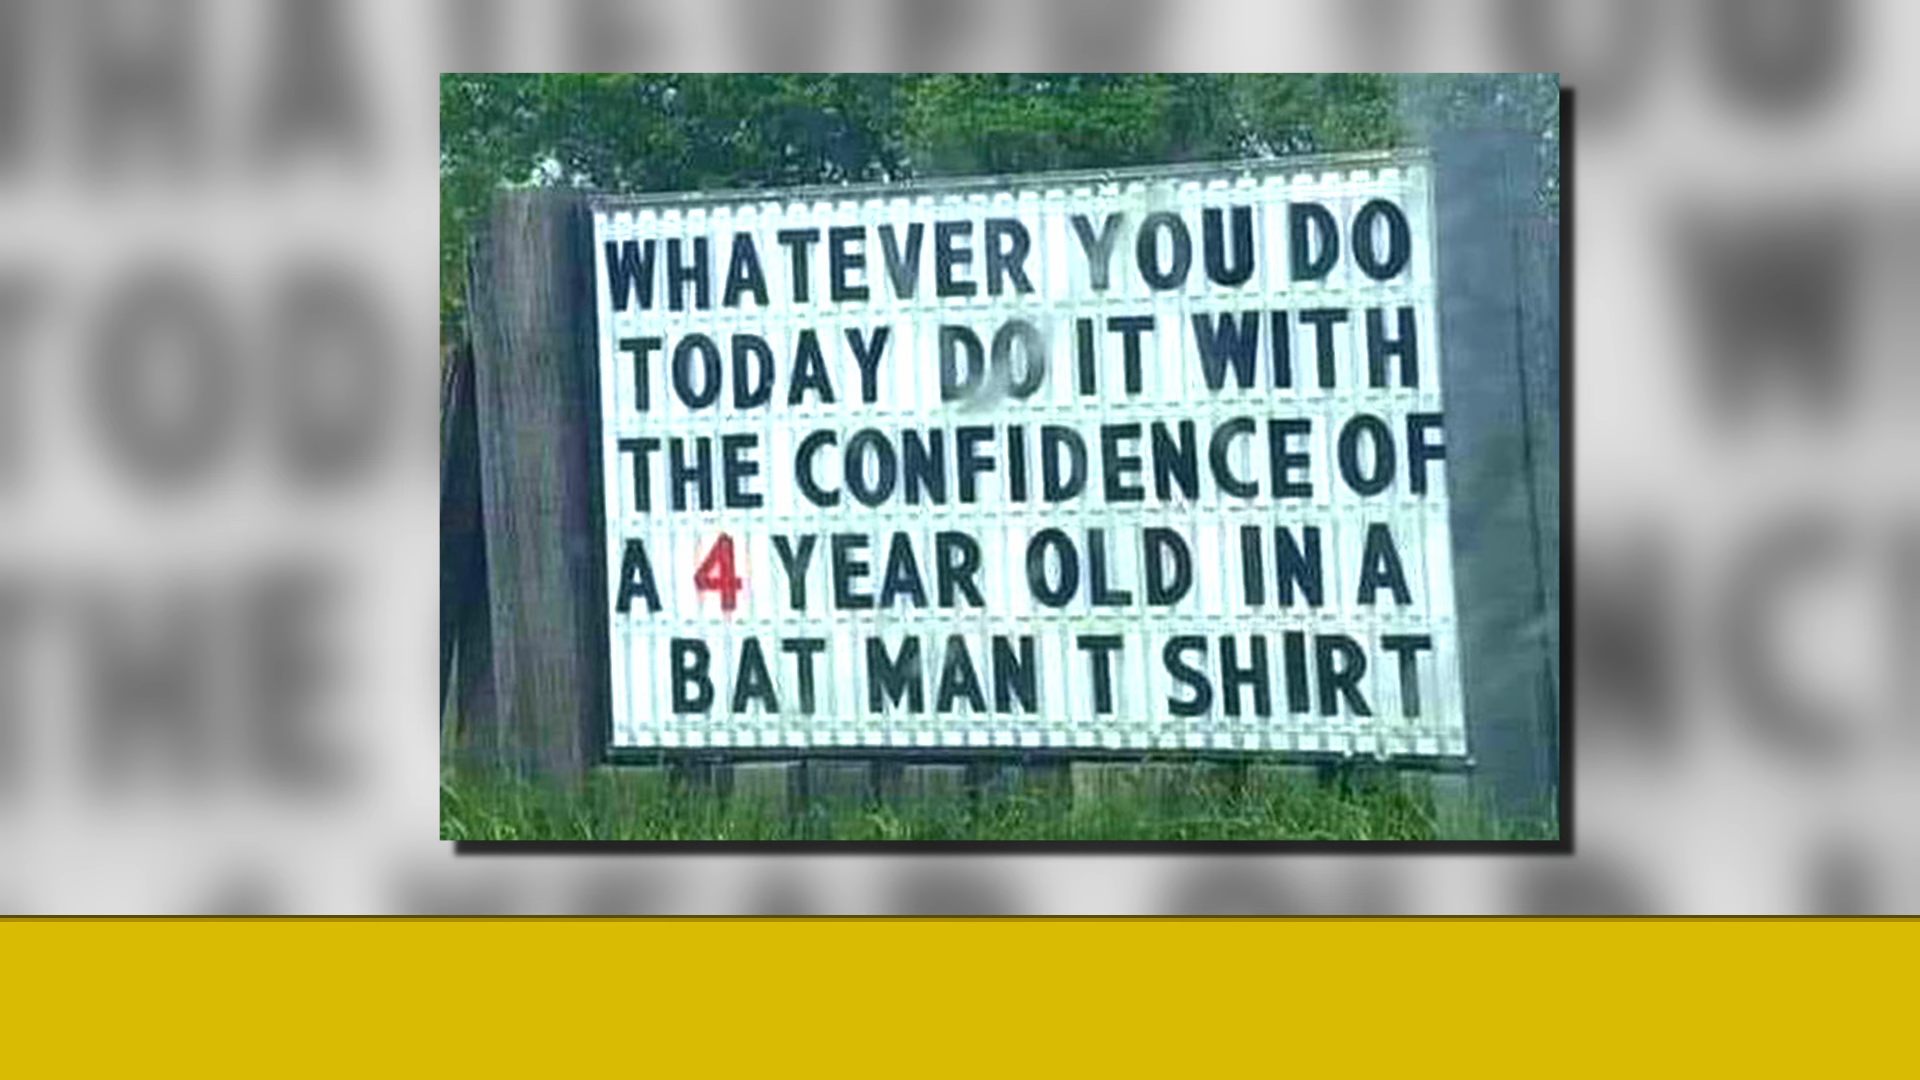 WHATEVER YOU DO
TODAY DO IT WITH
THE CONFIDENCE OF
A 4 YEAR OLD IN A
BAT MAN T SHIRT